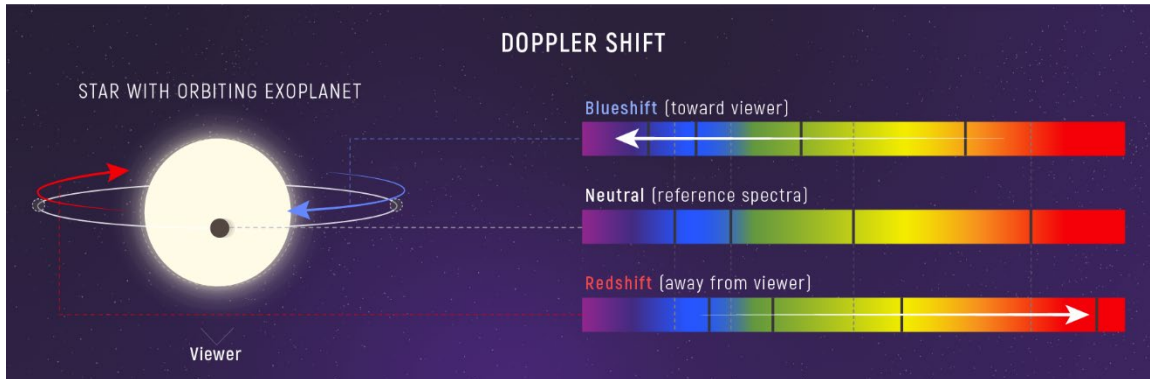 DOPPLER SHIFT
STAR WITH ORBITING EXOPLANET
Blueshift (toward viewer)
Neutral (reference spectra)
Redshift (away from viewer)
Viewer